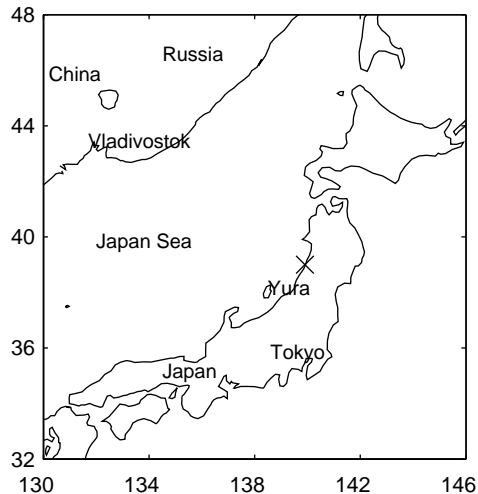 48
Russia
China
44
Vladivostok
40
Japan Sea
Yura
36
Tokyo
Japan
32
130
134
138
142
146